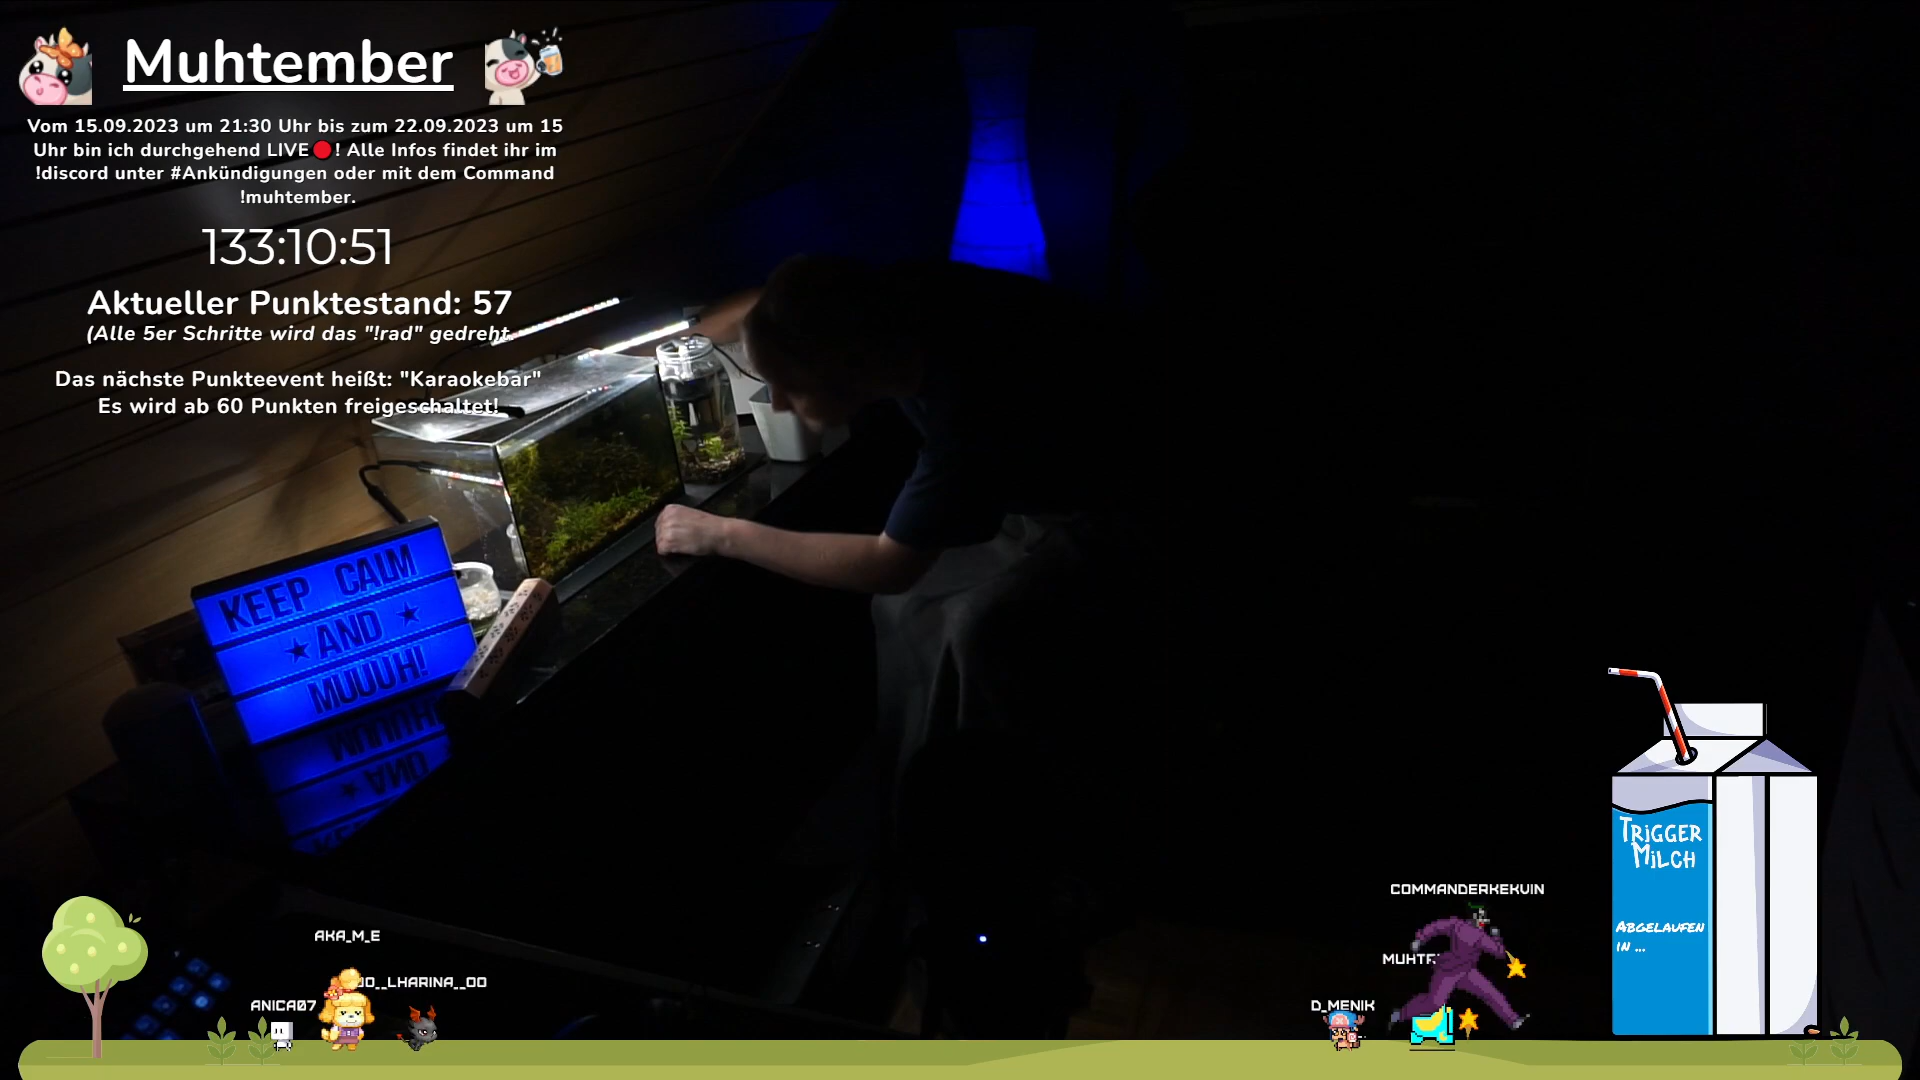 Muhtember
Vom 15.09.2023 um 21:30 Uhr bis zum 22.09.2023 um 15
Uhr bin ich durchgehend LIVE🔴! Alle Infos findet ihr im
!discord unter #Ankündigungen oder mit dem Command
!muhtember.
133:10:51
Aktueller Punktestand: 57
(Alle 5er Schritte wird das "!rad" gedreht.
Das nächste Punkteevent heißt: "Karaokebar"
Es wird ab 60 Punkten freigeschaltet!
KEEP CALM
★ AND ★
MUUUH!
TRiGGER
MiLCH
ABGELAUFEN
iN ...
COMMANDERKEKVIN
AKA_M_E
D_MENIK
ANICA07